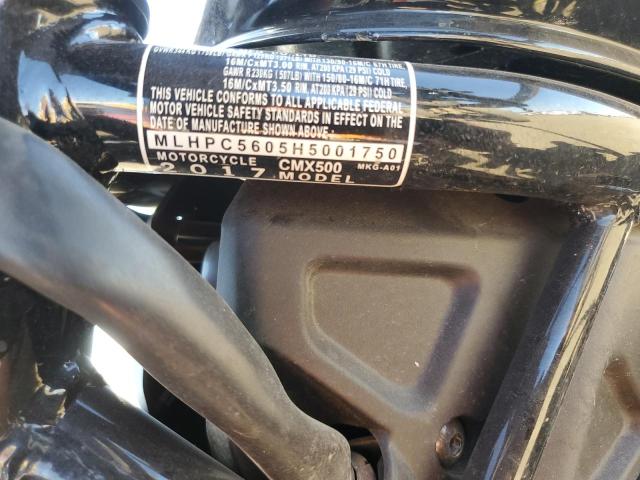 16M/CxMT3.00 RIM, AT200 KPA (29 PSI) COLD
GAWR R 230KG ( 507LB) WITH 150/80-16M/C 71H TIRE
16M/CxMT3.50 RIM, AT200 KPA (29 PSI) COLD
THIS VEHICLE CONFORMS TO ALL APPLICABLE FEDERAL
MOTOR VEHICLE SAFETY STANDARDS IN EFFECT ON THE
DATE OF MANUFACTURE SHOWN ABOVE.
MLHPC5605H5001750
MOTORCYCLE CMX500 MKG-A01
2017 MODEL